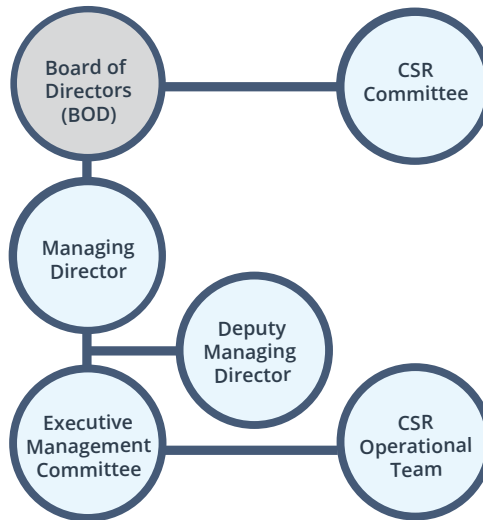 Board of
Directors
(BOD)
CSR
Committee
Managing
Director
Deputy
Managing
Director
Executive
Management
Committee
CSR
Operational
Team